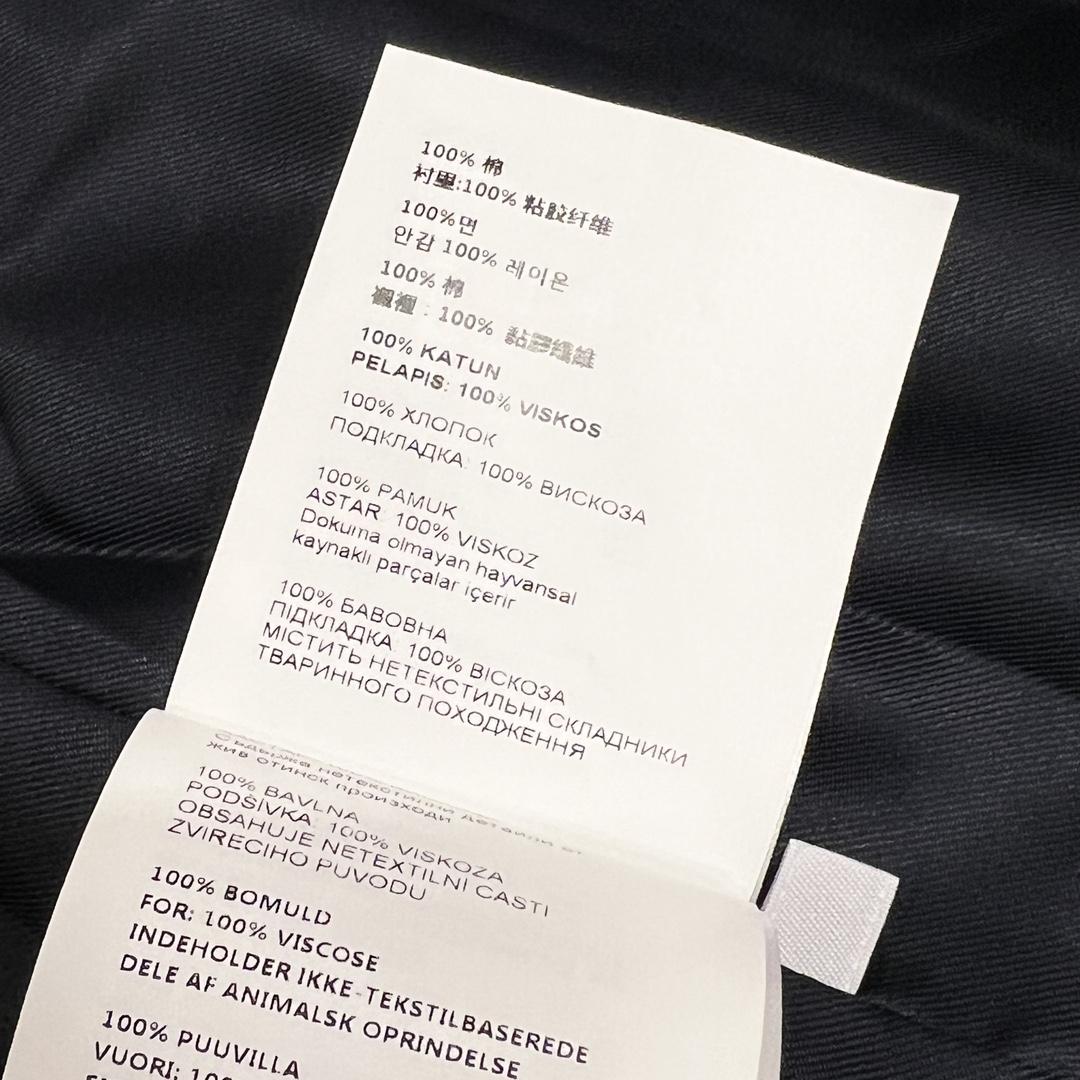 100% 棉
衬里:100% 粘胶纤维
100%면
안감 100% 레이온
100% 棉
襯裡 : 100% 黏膠纖維
100% KATUN
PELAPIS: 100% VISKOS
100% ХЛОПОК
ПОДКЛАДКА: 100% ВИСКОЗА
100% PAMUK
ASTAR: 100% VISKOZ
Dokuma olmayan hayvansal
kaynaklı parçalar içerir
100% БАВОВНА
ПІДКЛАДКА: 100% ВІСКОЗА
МІСТИТЬ НЕТЕКСТИЛЬНІ СКЛАДНИКИ
ТВАРИННОГО ПОХОДЖЕННЯ
нетекстилни детайли от
произходи
100% BAVLNA
PODŠIVKA: 100% VISKOZA
OBSAHUJE NETEXTILNI CASTI
ZVIRECIHO PUVODU
100% BOMULD
FOR: 100% VISCOSE
INDEHOLDER IKKE-TEKSTILBASEREDE
DELE AF ANIMALSK OPRINDELSE
100% PUUVILLA
VUORI: